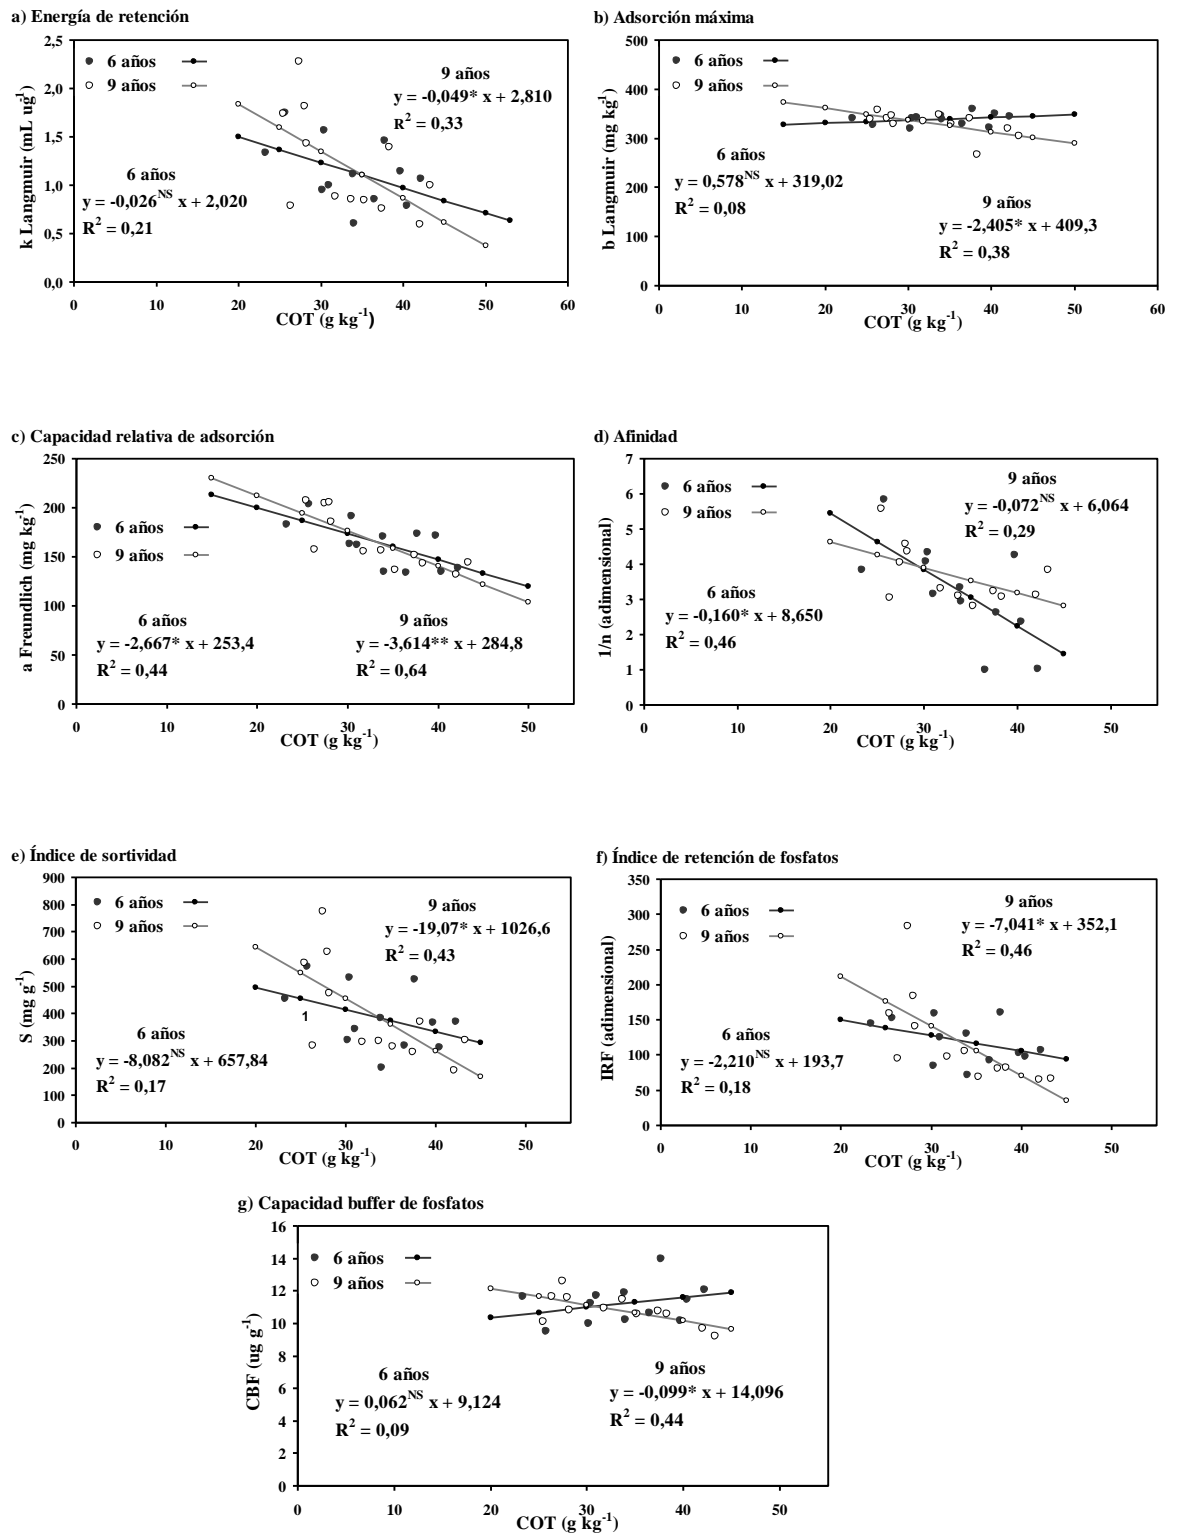 a) Energía de retención
2,5
2,0
1,5
1,0
0,5
0,0
k Langmuir (mL ug⁻¹)
6 años
9 años
9 años
y = -0,049* x + 2,810
R² = 0,33
6 años
y = -0,026ᴺˢ x + 2,020
R² = 0,21
0 10 20 30 40 50 60
COT (g kg⁻¹)
b) Adsorción máxima
500
400
300
200
100
0
b Langmuir (mg kg⁻¹)
6 años
9 años
6 años
y = 0,578ᴺˢ x + 319,02
R² = 0,08
9 años
y = -2,405* x + 409,3
R² = 0,38
0 10 20 30 40 50 60
COT (g kg⁻¹)
c) Capacidad relativa de adsorción
250
200
150
100
50
0
a Freundlich (mg kg⁻¹)
6 años
9 años
6 años
y = -2,667* x + 253,4
R² = 0,44
9 años
y = -3,614** x + 284,8
R² = 0,64
0 10 20 30 40 50
COT (g kg⁻¹)
d) Afinidad
7
6
5
4
3
2
1
0
1/n (adimensional)
6 años
9 años
9 años
y = -0,072ᴺˢ x + 6,064
R² = 0,29
6 años
y = -0,160* x + 8,650
R² = 0,46
0 10 20 30 40 50
COT (g kg⁻¹)
e) Índice de sortividad
900
800
700
600
500
400
300
200
100
0
S (mg g⁻¹)
6 años
9 años
9 años
y = -19,07* x + 1026,6
R² = 0,43
1
6 años
y = -8,082ᴺˢ x + 657,84
R² = 0,17
0 10 20 30 40 50
COT (g kg⁻¹)
f) Índice de retención de fosfatos
350
300
250
200
150
100
50
0
IRF (adimensional)
6 años
9 años
9 años
y = -7,041* x + 352,1
R² = 0,46
6 años
y = -2,210ᴺˢ x + 193,7
R² = 0,18
0 10 20 30 40 50
COT (g kg⁻¹)
g) Capacidad buffer de fosfatos
16
14
12
10
8
6
4
2
0
CBF (ug g⁻¹)
6 años
9 años
6 años
y = 0,062ᴺˢ x + 9,124
R² = 0,09
9 años
y = -0,099* x + 14,096
R² = 0,44
0 10 20 30 40 50
COT (g kg⁻¹)